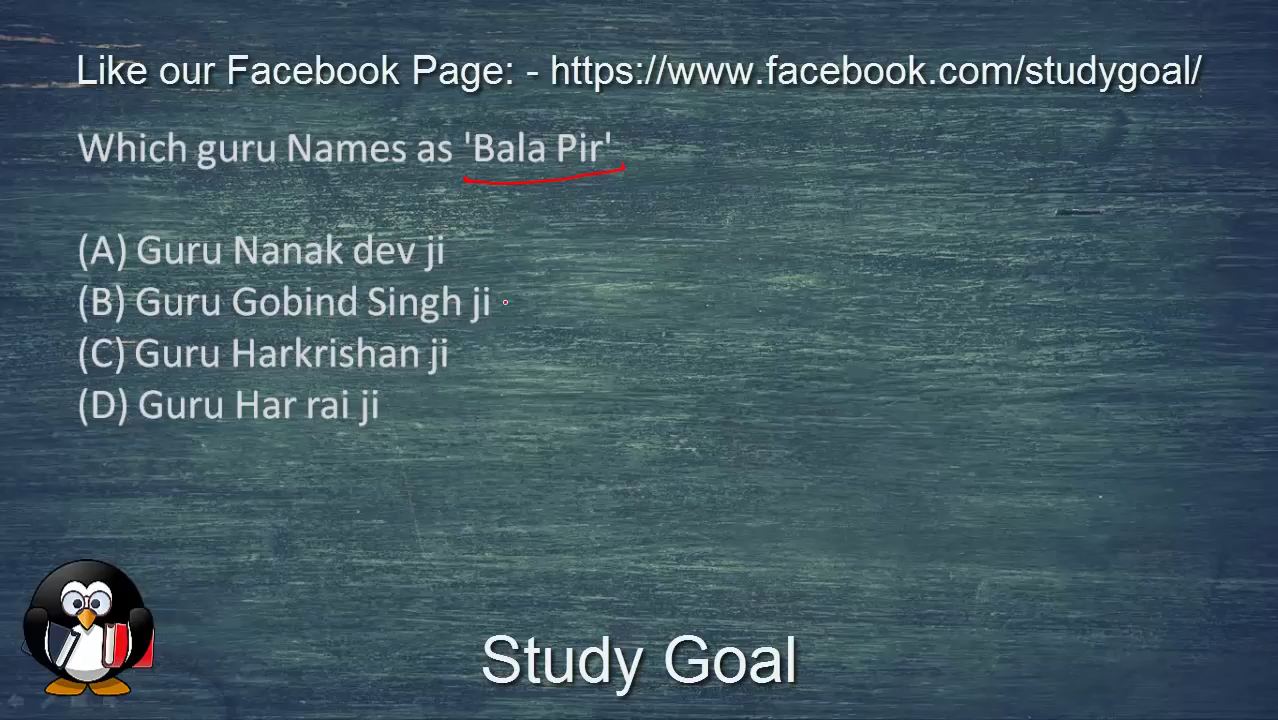 Like our Facebook Page: - https://www.facebook.com/studygoal/
Which guru Names as 'Bala Pir'
(A) Guru Nanak dev ji
(B) Guru Gobind Singh ji
(C) Guru Harkrishan ji
(D) Guru Har rai ji
Study Goal